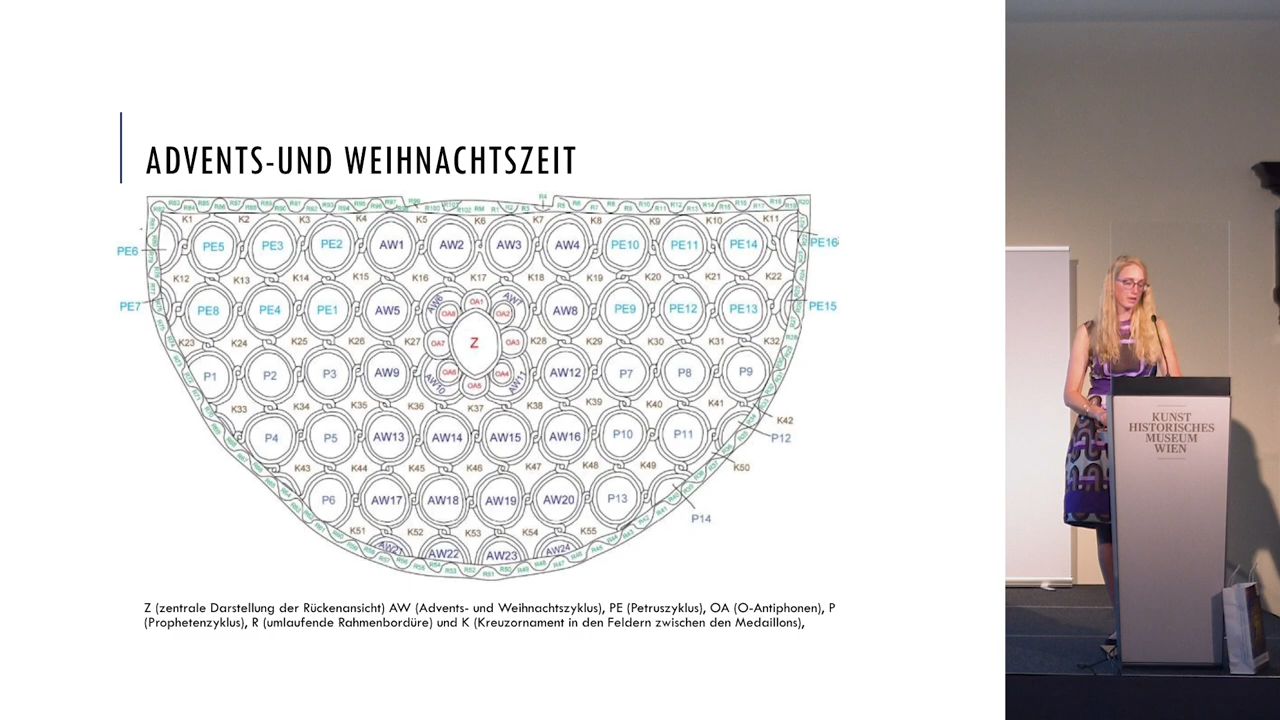 ADVENTS-UND WEIHNACHTSZEIT
K1 K2 K3 K4 K5 K6 K7 K8 K9 K10 K11
PE6 PE5 PE3 PE2 AW1 AW2 AW3 AW4 PE10 PE11 PE14 PE16
K12 K13 K14 K15 K16 K17 K18 K19 K20 K21 K22
PE7 PE8 PE4 PE1 AW5 AW6 OA8 OA1 OA2 AW7 AW8 PE9 PE12 PE13 PE15
K23 K24 K25 K26 K27 OA7 Z OA3 K28 K29 K30 K31 K32
P1 P2 P3 AW9 AW10 OA6 OA5 OA4 AW11 AW12 P7 P8 P9
K33 K34 K35 K36 K37 K38 K39 K40 K41 K42
P4 P5 AW13 AW14 AW15 AW16 P10 P11 P12
K43 K44 K45 K46 K47 K48 K49 K50
P6 AW17 AW18 AW19 AW20 P13 P14
K51 K52 K53 K54 K55
AW21 AW22 AW23 AW24
Z (zentrale Darstellung der Rückenansicht) AW (Advents- und Weihnachtszyklus), PE (Petruszyklus), OA (O-Antiphonen), P
(Prophetenzyklus), R (umlaufende Rahmenbordüre) und K (Kreuzornament in den Feldern zwischen den Medaillons),
KUNST
HISTORISCHES
MUSEUM
WIEN